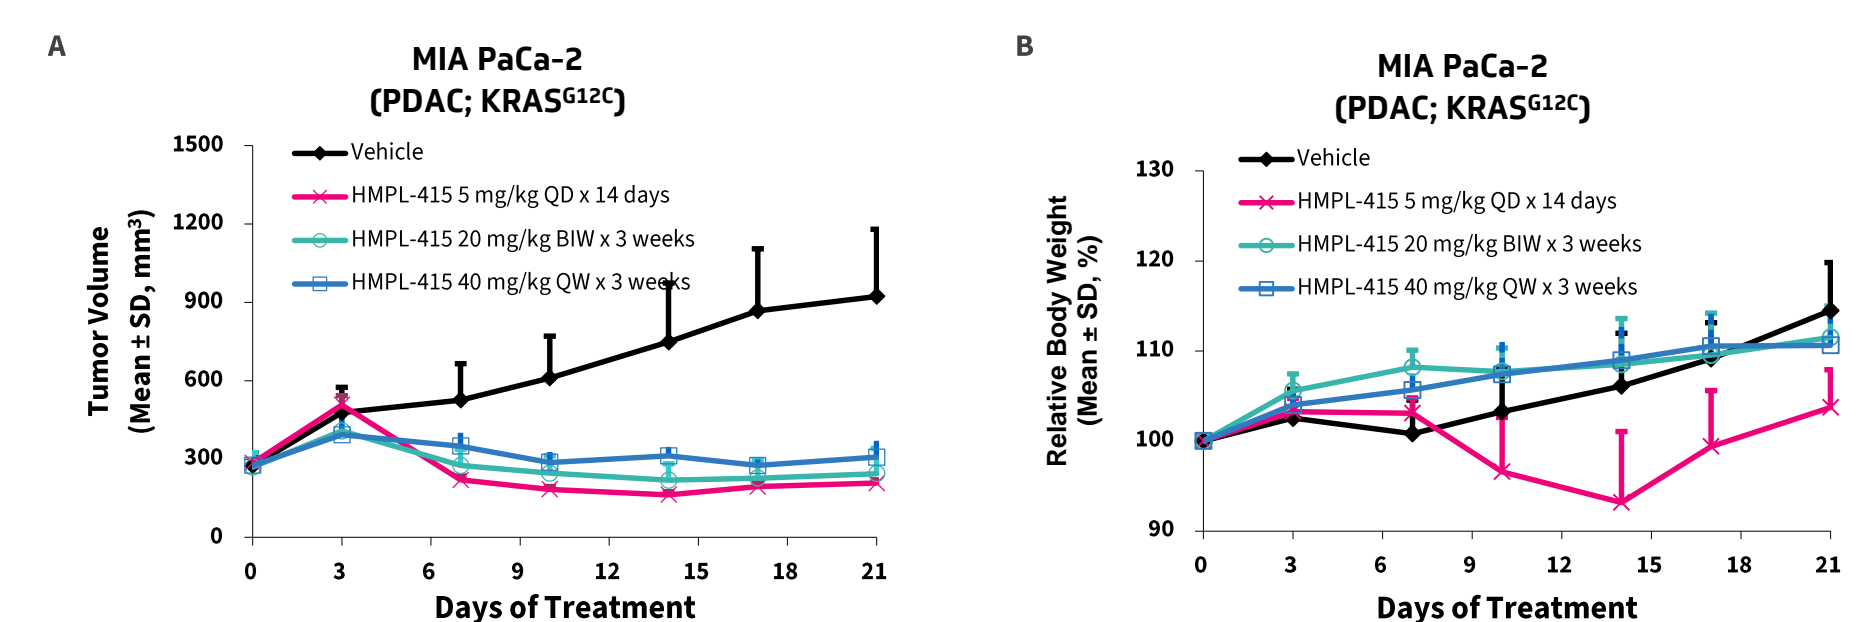 A
MIA PaCa-2
(PDAC; KRASG12C)
1500
1200
900
600
300
0
Tumor Volume
(Mean ± SD, mm3)
Vehicle
HMPL-415 5 mg/kg QD x 14 days
HMPL-415 20 mg/kg BIW x 3 weeks
HMPL-415 40 mg/kg QW x 3 weeks
0 3 6 9 12 15 18 21
Days of Treatment
B
MIA PaCa-2
(PDAC; KRASG12C)
130
120
110
100
90
Relative Body Weight
(Mean ± SD, %)
Vehicle
HMPL-415 5 mg/kg QD x 14 days
HMPL-415 20 mg/kg BIW x 3 weeks
HMPL-415 40 mg/kg QW x 3 weeks
0 3 6 9 12 15 18 21
Days of Treatment